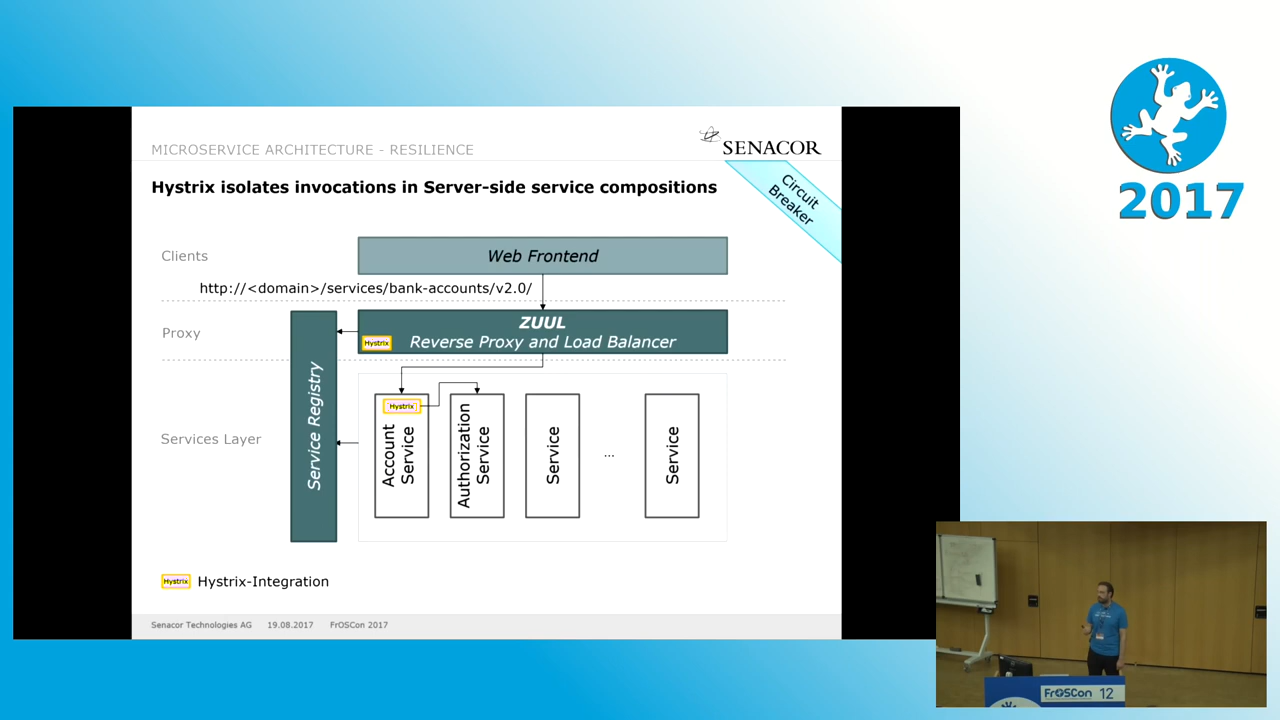 MICROSERVICE ARCHITECTURE - RESILIENCE
SENACOR
Hystrix isolates invocations in Server-side service compositions
Circuit
Breaker
Clients
Web Frontend
http://<domain>/services/bank-accounts/v2.0/
Proxy
ZUUL
Hystrix
Reverse Proxy and Load Balancer
Service Registry
Services Layer
Hystrix
Account
Service
Authorization
Service
Service
...
Service
Hystrix
Hystrix-Integration
Senacor Technologies AG 19.08.2017 FrOSCon 2017
2017
FrOSCon 12